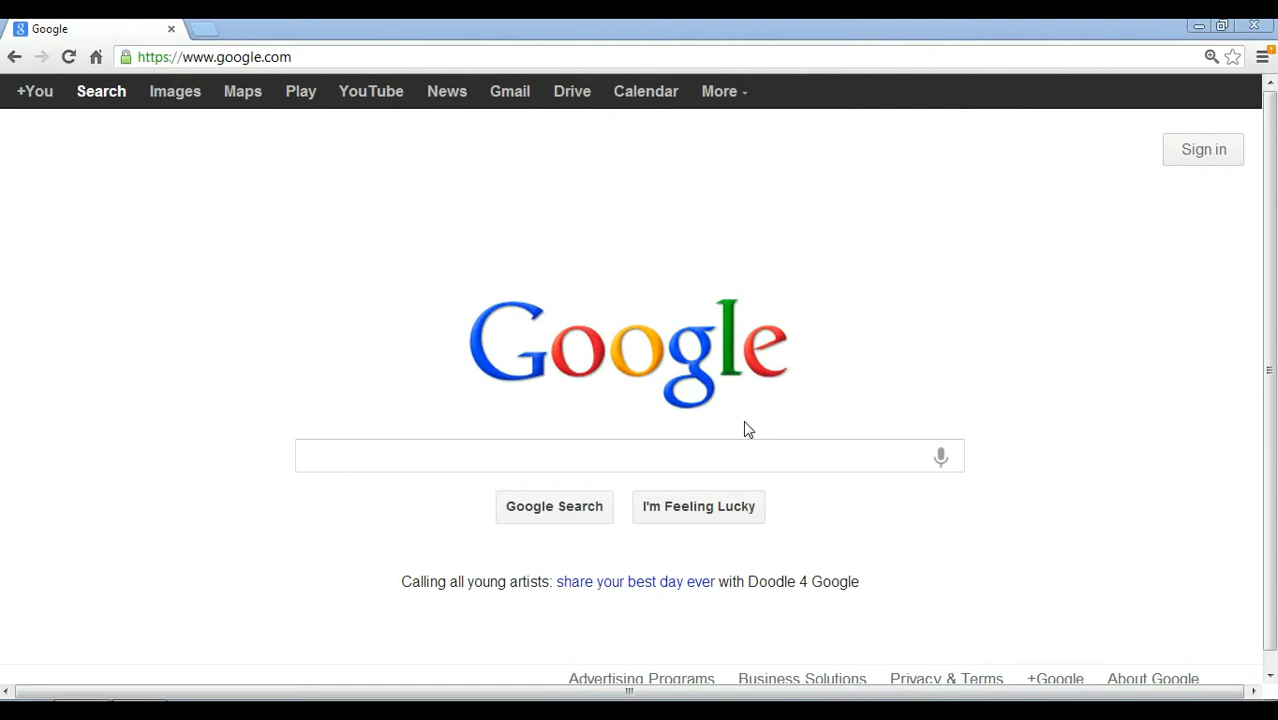 Google
https://www.google.com
+You Search Images Maps Play YouTube News Gmail Drive Calendar More
Sign in
Google
Google Search I'm Feeling Lucky
Calling all young artists: share your best day ever with Doodle 4 Google
Advertising Programs Business Solutions Privacy & Terms +Google About Google